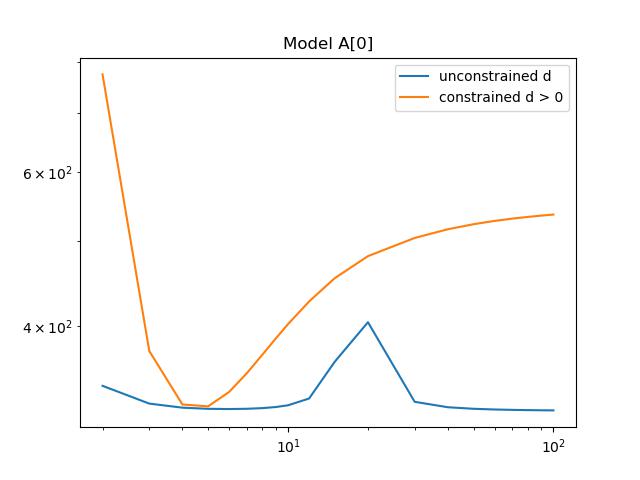 Model A[0]
unconstrained d
constrained d > 0
6 × 10²
4 × 10²
10¹
10²